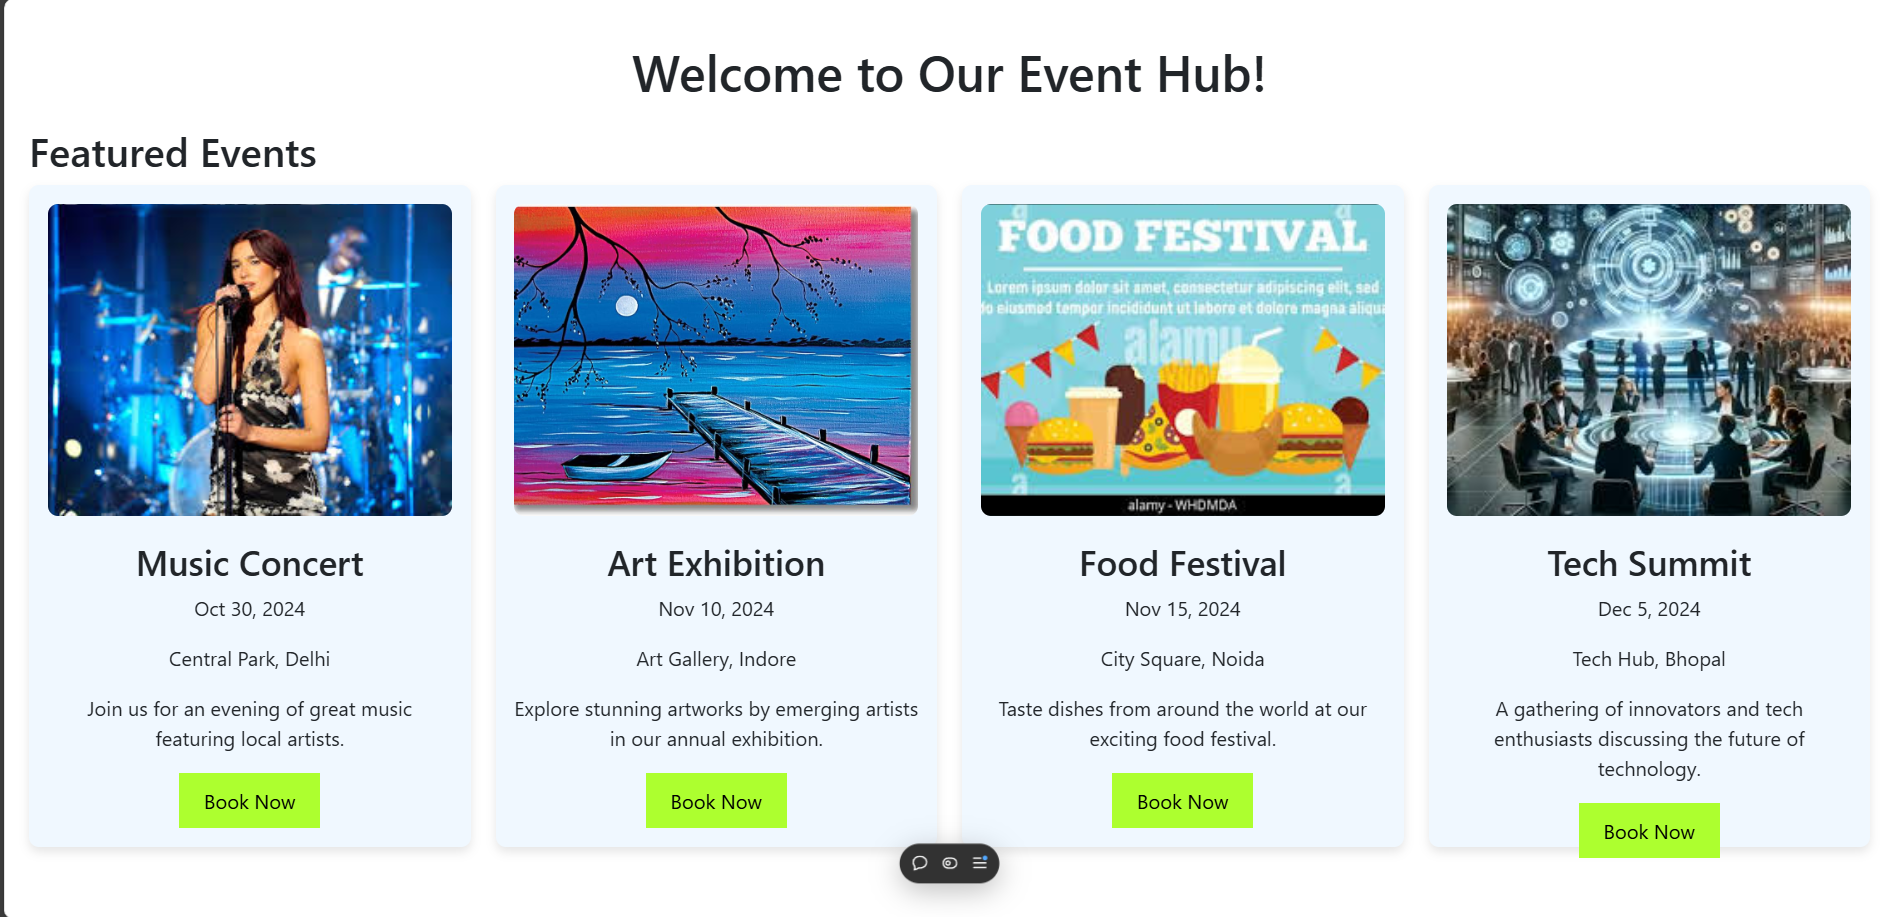 Welcome to Our Event Hub!
Featured Events
FOOD FESTIVAL
Lorem ipsum dolor sit amet, consectetur adipiscing elit, sed
do eiusmod tempor incididunt ut labore et dolore magna aliqua
alamy
a
a
a
a
alamy - WHDMDA
Music Concert
Oct 30, 2024
Central Park, Delhi
Join us for an evening of great music
featuring local artists.
Book Now
Art Exhibition
Nov 10, 2024
Art Gallery, Indore
Explore stunning artworks by emerging artists
in our annual exhibition.
Book Now
Food Festival
Nov 15, 2024
City Square, Noida
Taste dishes from around the world at our
exciting food festival.
Book Now
Tech Summit
Dec 5, 2024
Tech Hub, Bhopal
A gathering of innovators and tech
enthusiasts discussing the future of
technology.
Book Now